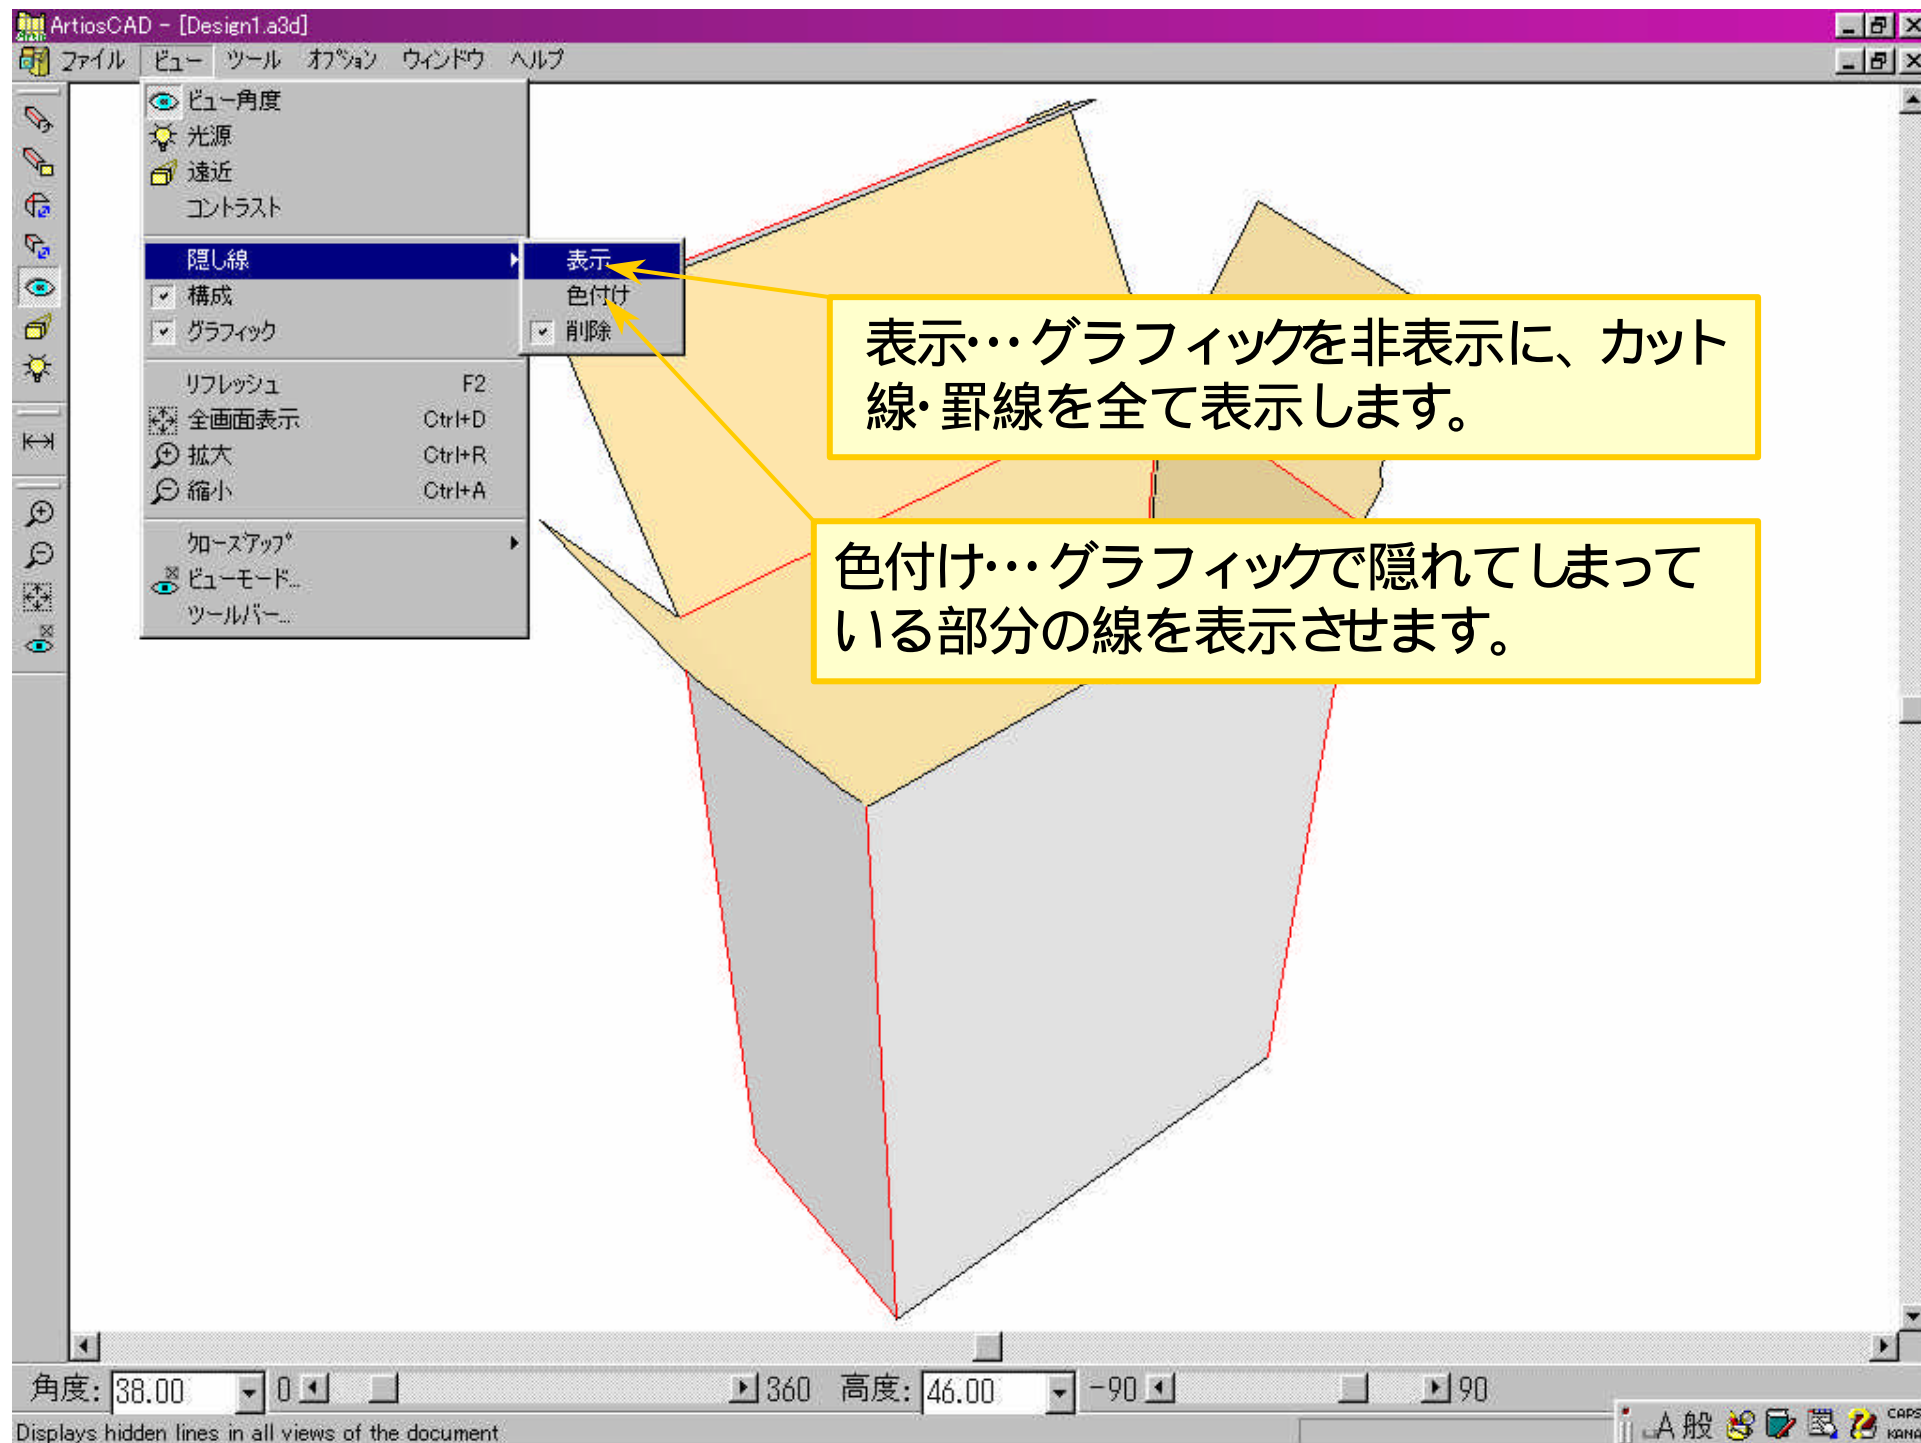 ArtiosCAD - [Design1.a3d]
ファイル ビュー ツール オプション ウィンドウ ヘルプ
ビュー角度
光源
遠近
コントラスト
隠し線
構成
グラフィック
表示
色付け
削除
リフレッシュ F2
全画面表示 Ctrl+D
拡大 Ctrl+R
縮小 Ctrl+A
クローズアップ
ビューモード...
ツールバー...
表示…グラフィックを非表示に、カット
線・罫線を全て表示します。
色付け…グラフィックで隠れてしまって
いる部分の線を表示させます。
角度: 38.00 0 360 高度: 46.00 -90 90
Displays hidden lines in all views of the document
A 般 CAPS
KANA